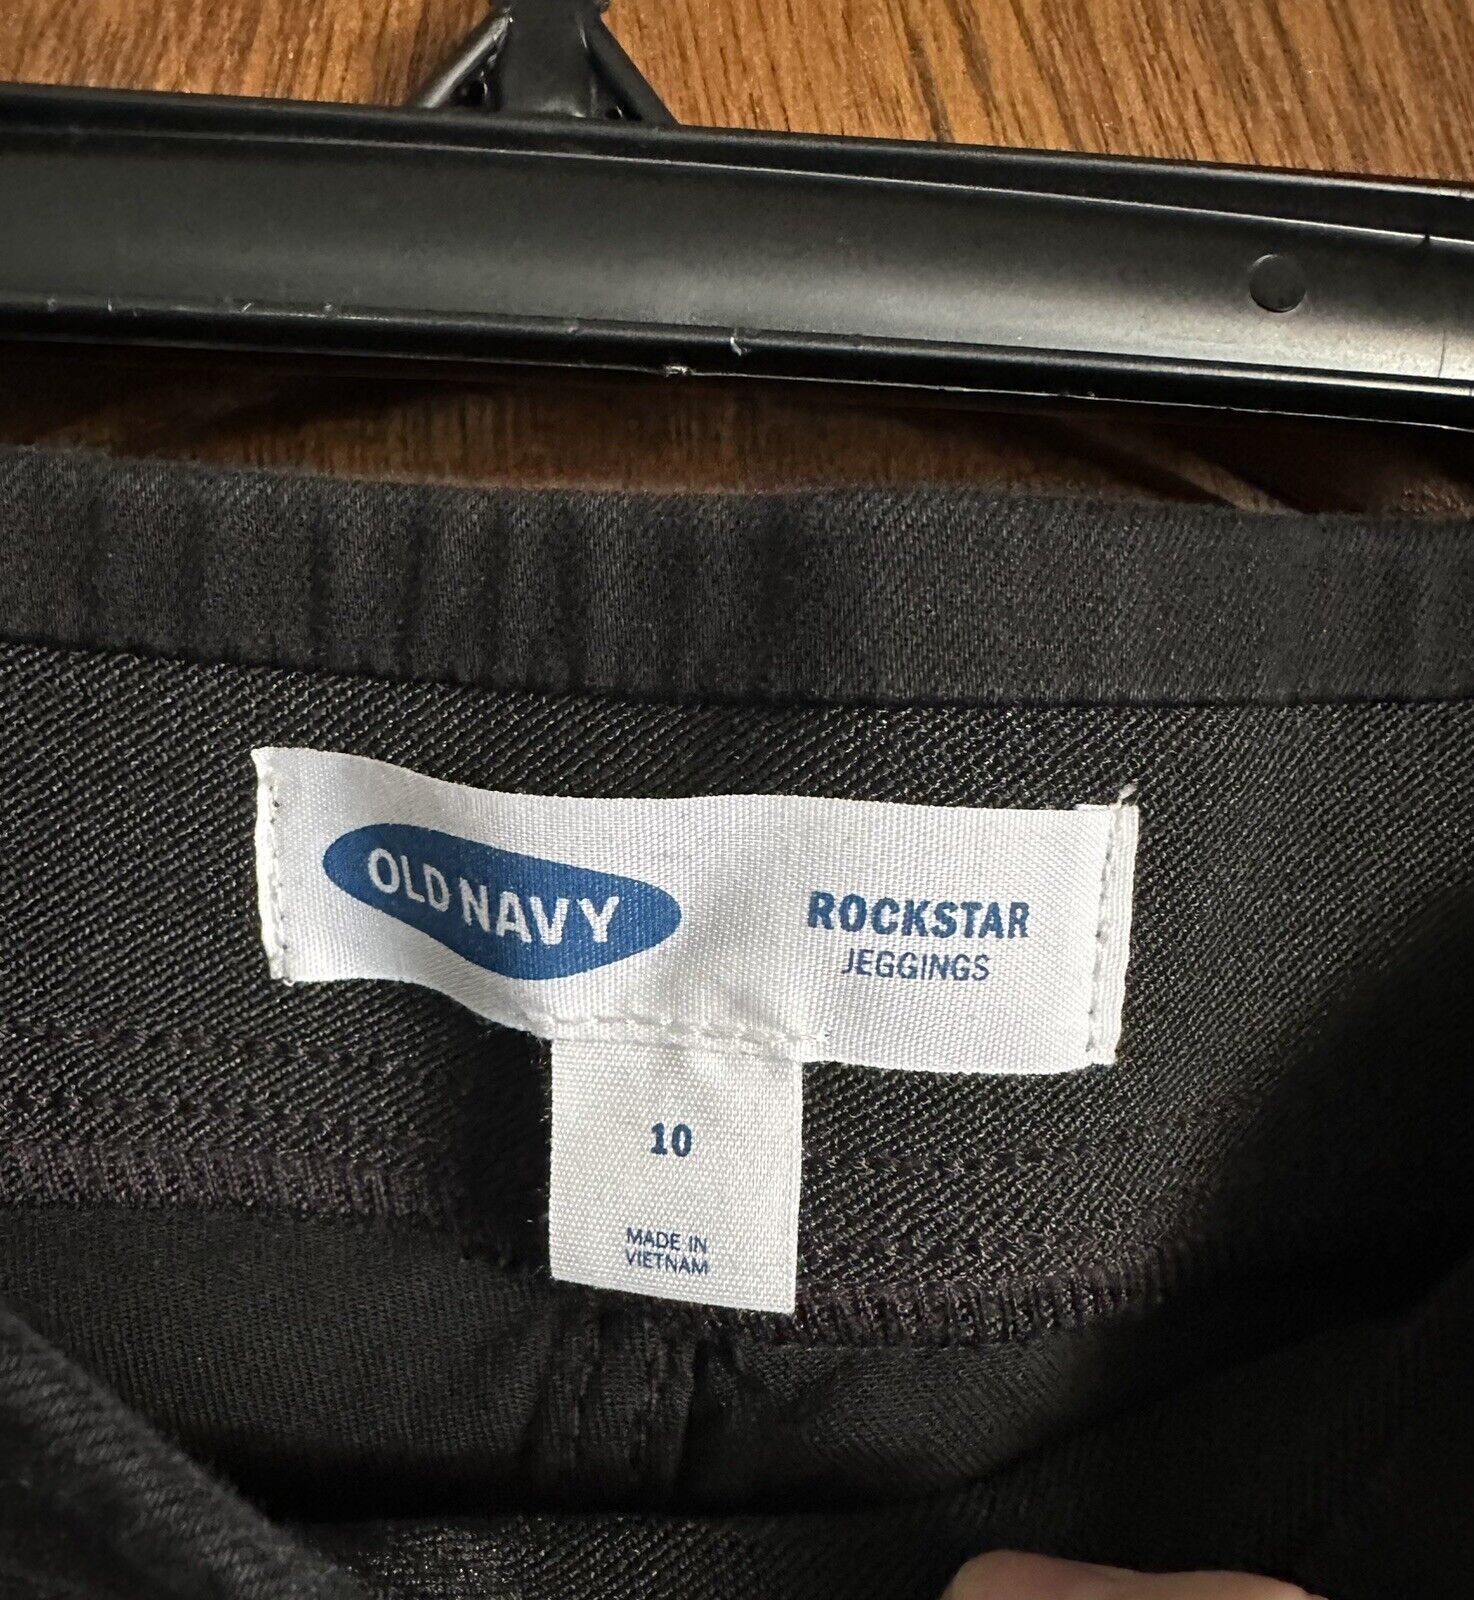 OLD NAVY
ROCKSTAR
JEGGINGS
10
MADE IN
VIETNAM